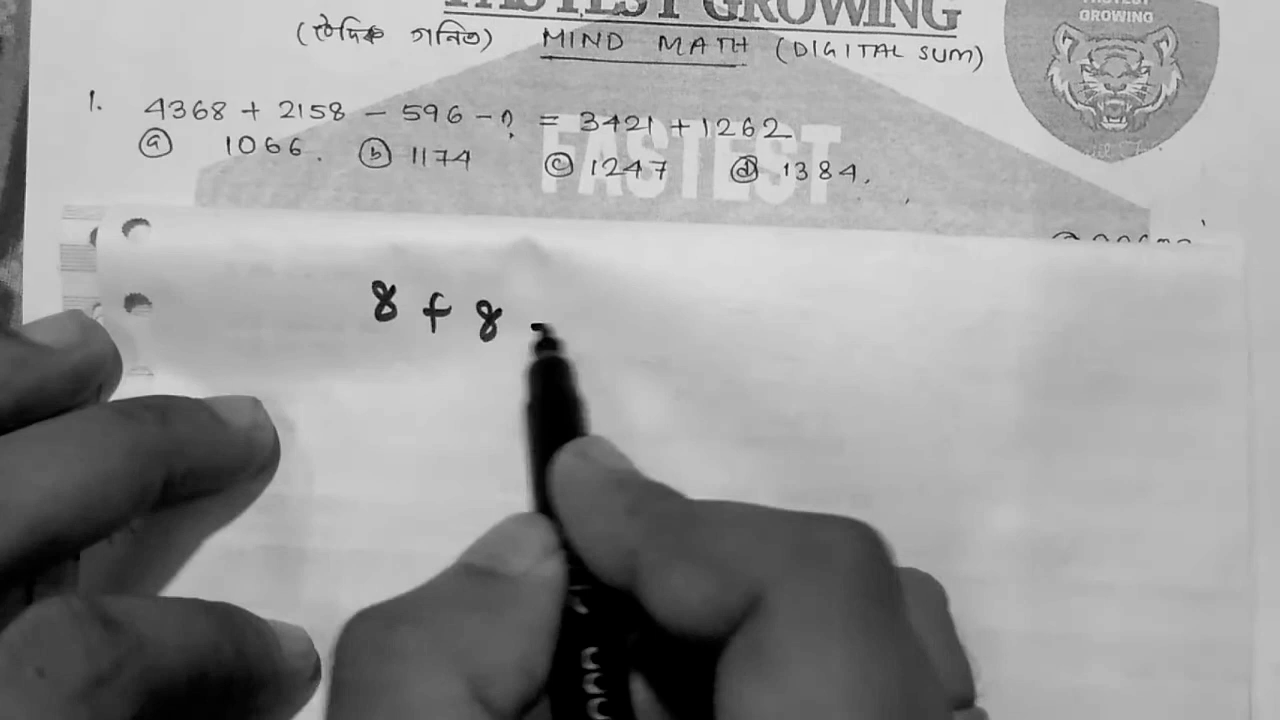 FASTEST GROWING
(বৈদিক গনিত) MIND MATH (DIGITAL SUM)
GROWING
1. 4368 + 2158 - 596 - ? = 3421 + 1262
ⓐ 1066. ⓑ 1174 ⓒ 1247 ⓓ 1384.
FASTEST
8 + 8 -